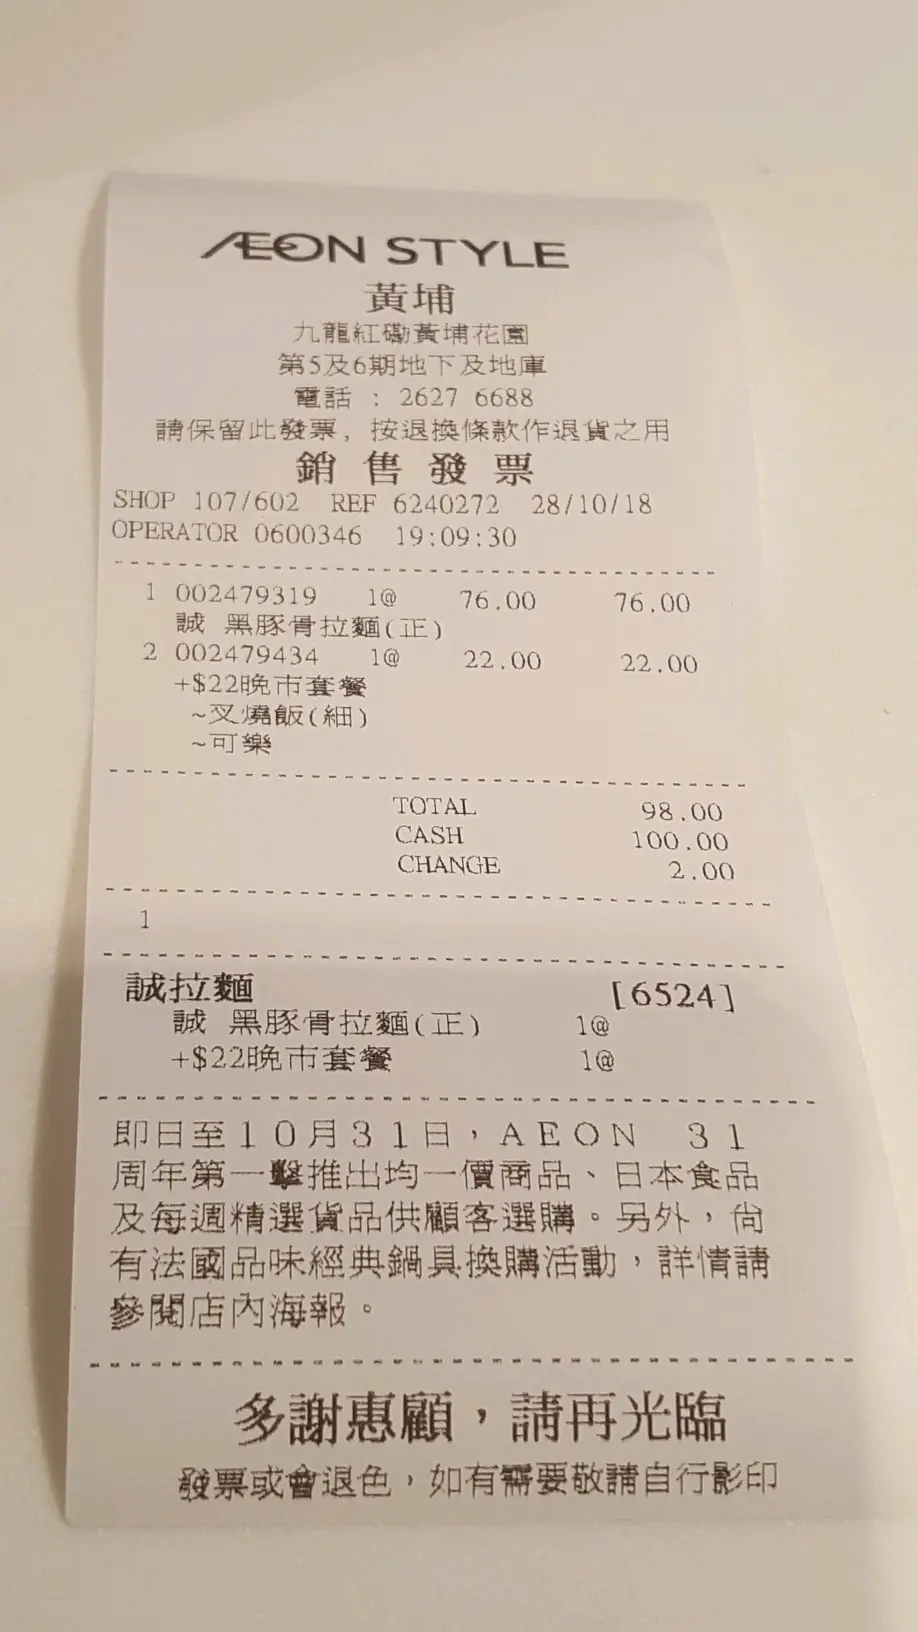 ÆON STYLE
黃埔
九龍紅磡黃埔花園
第5及6期地下及地庫
電話 : 2627 6688
請保留此發票, 按退換條款作退貨之用
銷 售 發 票
SHOP 107/602 REF 6240272 28/10/18
OPERATOR 0600346 19:09:30
1 002479319 1@ 76.00 76.00
誠 黑豚骨拉麵(正)
2 002479434 1@ 22.00 22.00
+$22晚市套餐
~叉燒飯(細)
~可樂
TOTAL 98.00
CASH 100.00
CHANGE 2.00
1
誠拉麵 [6524]
誠 黑豚骨拉麵(正) 1@
+$22晚市套餐 1@
即日至10月31日，AEON 31
周年第一擊推出均一價商品、日本食品
及每週精選貨品供顧客選購。另外，尚
有法國品味經典鍋具換購活動，詳情請
參閱店內海報。
多謝惠顧，請再光臨
發票或會退色，如有需要敬請自行影印